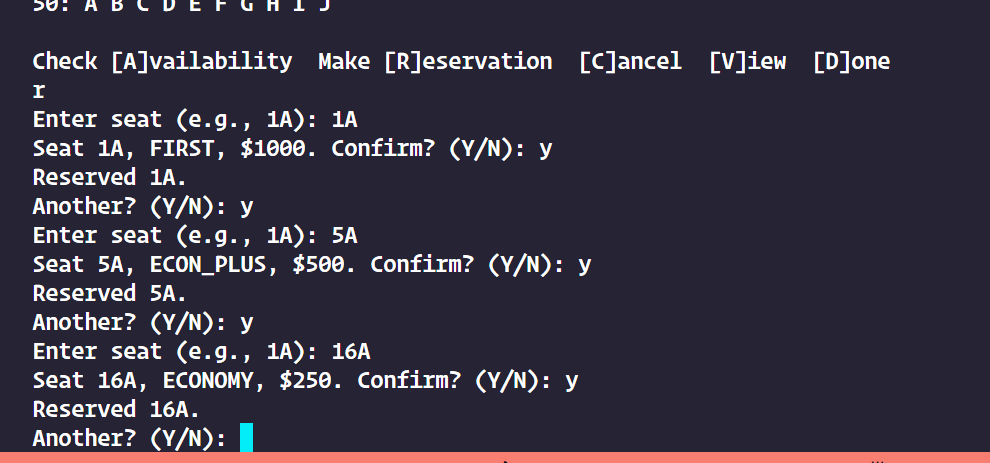 50: A B C D E F G H I J
Check [A]vailability  Make [R]eservation  [C]ancel  [V]iew  [D]one
r
Enter seat (e.g., 1A): 1A
Seat 1A, FIRST, $1000. Confirm? (Y/N): y
Reserved 1A.
Another? (Y/N): y
Enter seat (e.g., 1A): 5A
Seat 5A, ECON_PLUS, $500. Confirm? (Y/N): y
Reserved 5A.
Another? (Y/N): y
Enter seat (e.g., 1A): 16A
Seat 16A, ECONOMY, $250. Confirm? (Y/N): y
Reserved 16A.
Another? (Y/N):